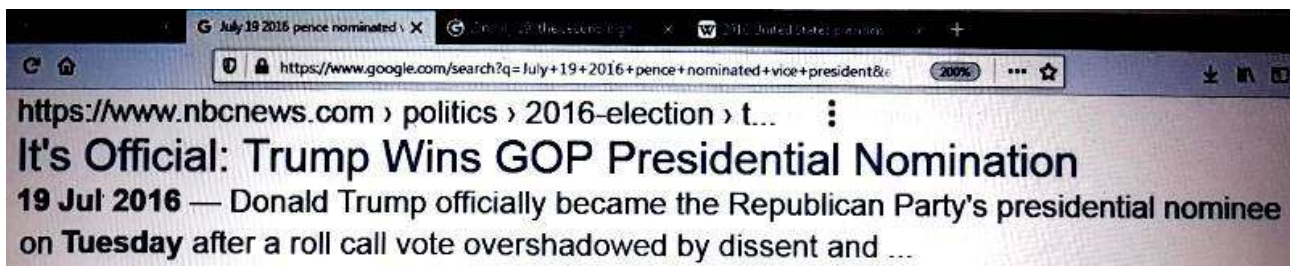 July 19 2016 pence nominated v
https://www.google.com/search?q=July+19+2016+pence+nominated+vice+president&e
200%
https://www.nbcnews.com › politics › 2016-election › t...
It's Official: Trump Wins GOP Presidential Nomination
19 Jul 2016 — Donald Trump officially became the Republican Party's presidential nominee
on Tuesday after a roll call vote overshadowed by dissent and ...